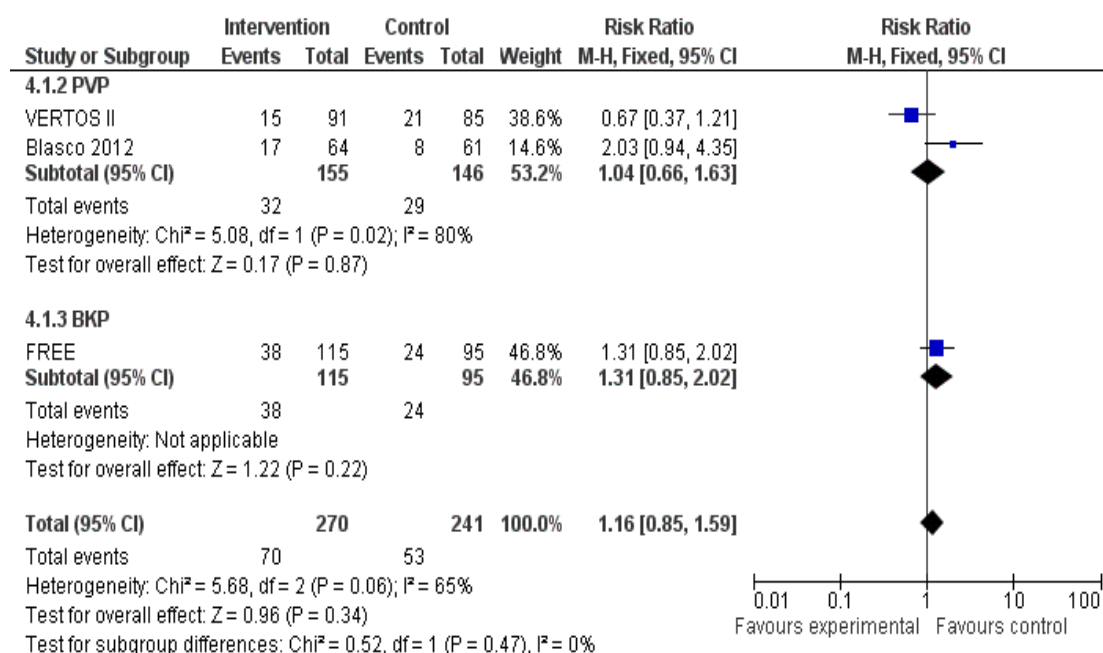 Intervention Control Risk Ratio Risk Ratio
Study or Subgroup Events Total Events Total Weight M-H, Fixed, 95% CI M-H, Fixed, 95% CI
4.1.2 PVP
VERTOS II 15 91 21 85 38.6% 0.67 [0.37, 1.21]
Blasco 2012 17 64 8 61 14.6% 2.03 [0.94, 4.35]
Subtotal (95% CI) 155 146 53.2% 1.04 [0.66, 1.63]
Total events 32 29
Heterogeneity: Chi² = 5.08, df = 1 (P = 0.02); I² = 80%
Test for overall effect: Z = 0.17 (P = 0.87)
4.1.3 BKP
FREE 38 115 24 95 46.8% 1.31 [0.85, 2.02]
Subtotal (95% CI) 115 95 46.8% 1.31 [0.85, 2.02]
Total events 38 24
Heterogeneity: Not applicable
Test for overall effect: Z = 1.22 (P = 0.22)
Total (95% CI) 270 241 100.0% 1.16 [0.85, 1.59]
Total events 70 53
Heterogeneity: Chi² = 5.68, df = 2 (P = 0.06); I² = 65%
Test for overall effect: Z = 0.96 (P = 0.34)
Test for subgroup differences: Chi² = 0.52, df = 1 (P = 0.47), I² = 0%
0.01 0.1 1 10 100
Favours experimental Favours control